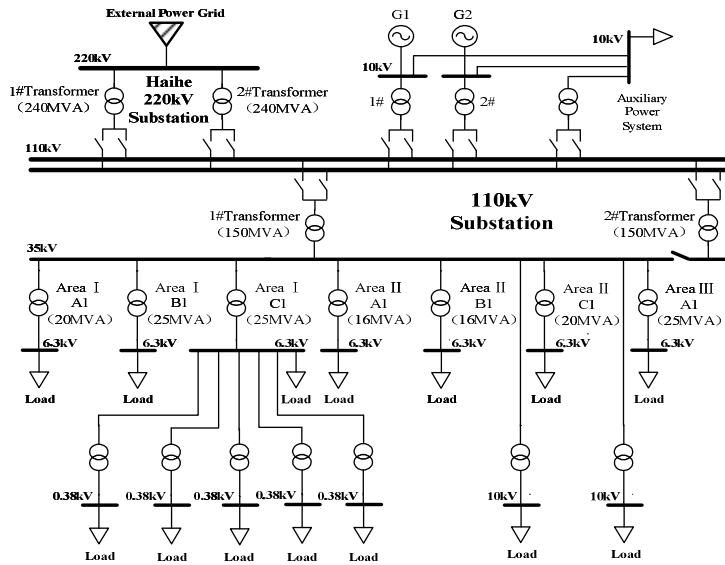 External Power Grid
G1 G2
10kV
220kV
10kV
1#Transformer
(240MVA)
Haihe
220kV
Substation
2#Transformer
(240MVA)
1# 2#
Auxiliary
Power
System
110kV
1#Transformer
(150MVA)
110kV
Substation
2#Transformer
(150MVA)
35kV
Area Ⅰ
A1
(20MVA)
Area Ⅰ
B1
(25MVA)
Area Ⅰ
C1
(25MVA)
Area Ⅱ
A1
(16MVA)
Area Ⅱ
B1
(16MVA)
Area Ⅱ
C1
(20MVA)
Area Ⅲ
A1
(25MVA)
6.3kV 6.3kV 6.3kV 6.3kV 6.3kV 6.3kV 6.3kV
Load Load Load Load Load Load Load
0.38kV 0.38kV 0.38kV 0.38kV 0.38kV 10kV 10kV
Load Load Load Load Load Load Load